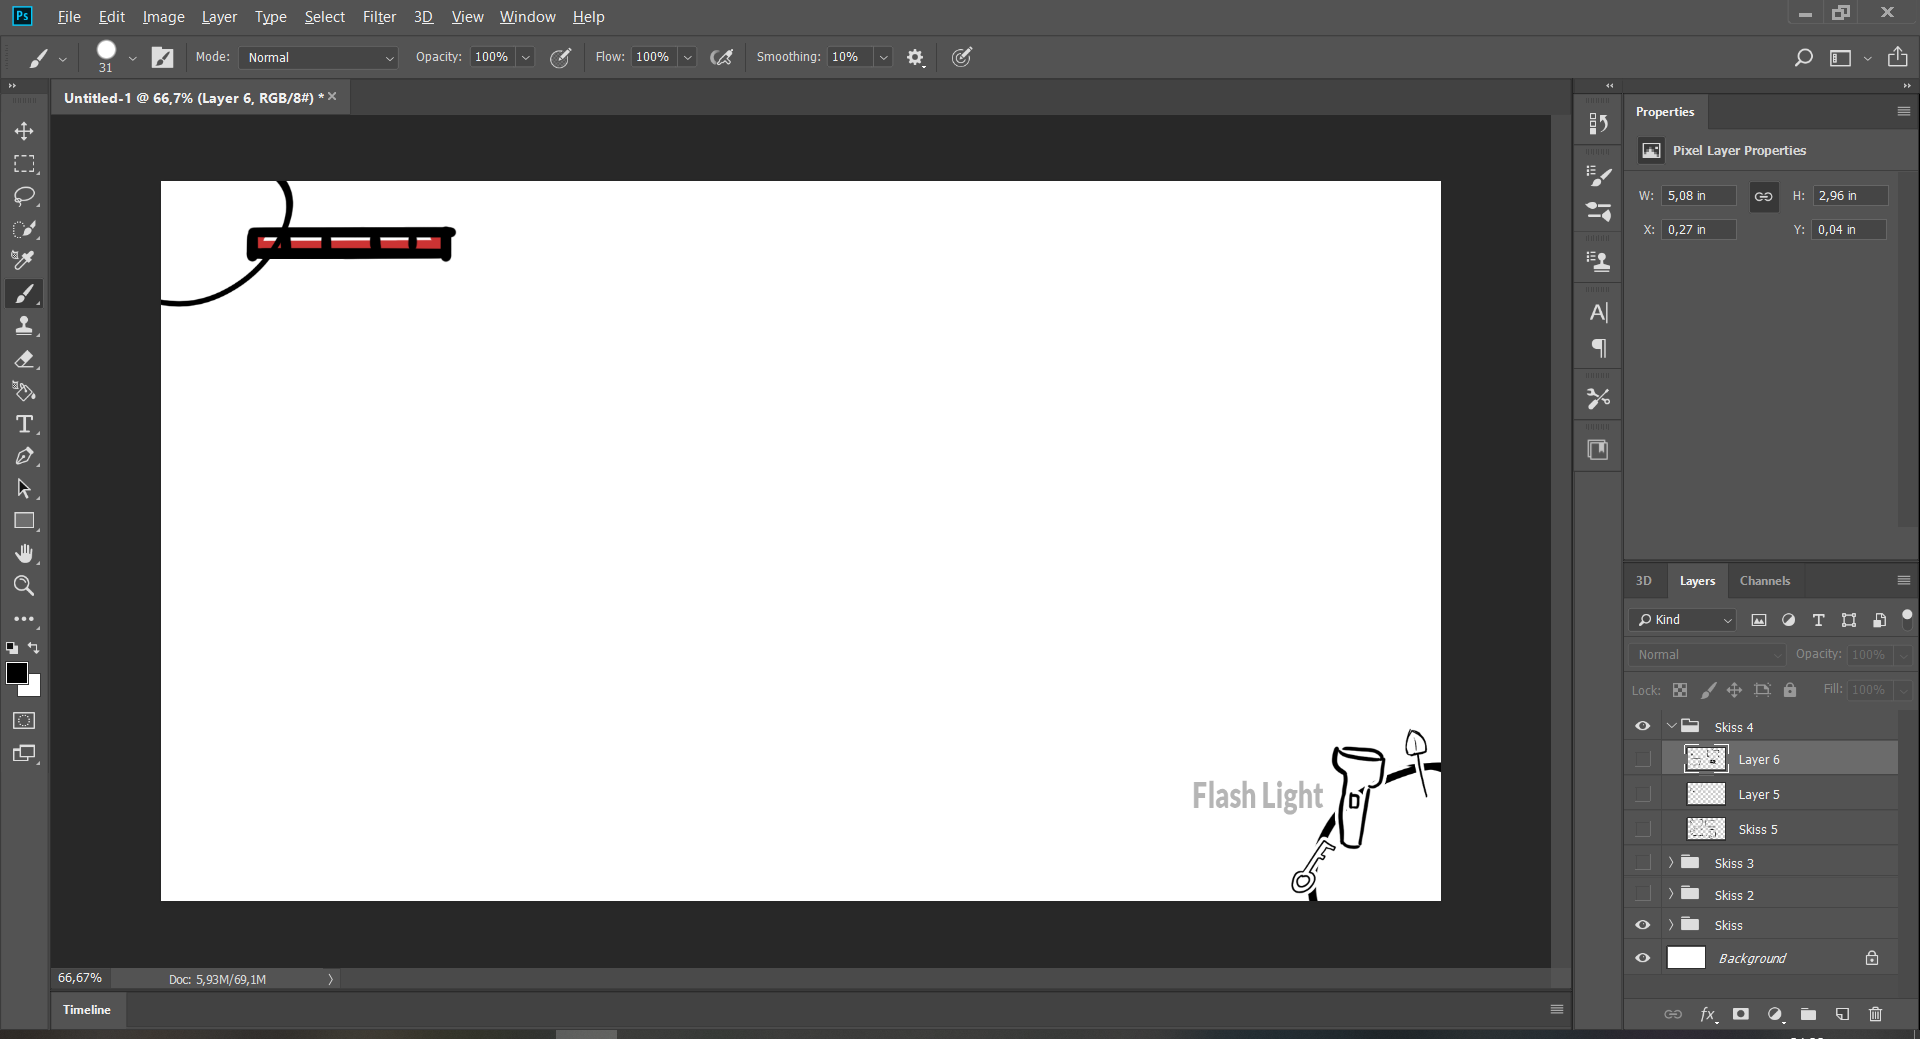 Ps File Edit Image Layer Type Select Filter 3D View Window Help
31 Mode: Normal Opacity: 100% Flow: 100% Smoothing: 10%
Untitled-1 @ 66,7% (Layer 6, RGB/8#) *
Properties
Pixel Layer Properties
W: 5,08 in H: 2,96 in
X: 0,27 in Y: 0,04 in
3D Layers Channels
Kind
Normal Opacity: 100%
Lock: Fill: 100%
Skiss 4
Layer 6
Layer 5
Skiss 5
Skiss 3
Skiss 2
Skiss
Background
fx
Flash Light
66,67% Doc: 5,93M/69,1M
Timeline